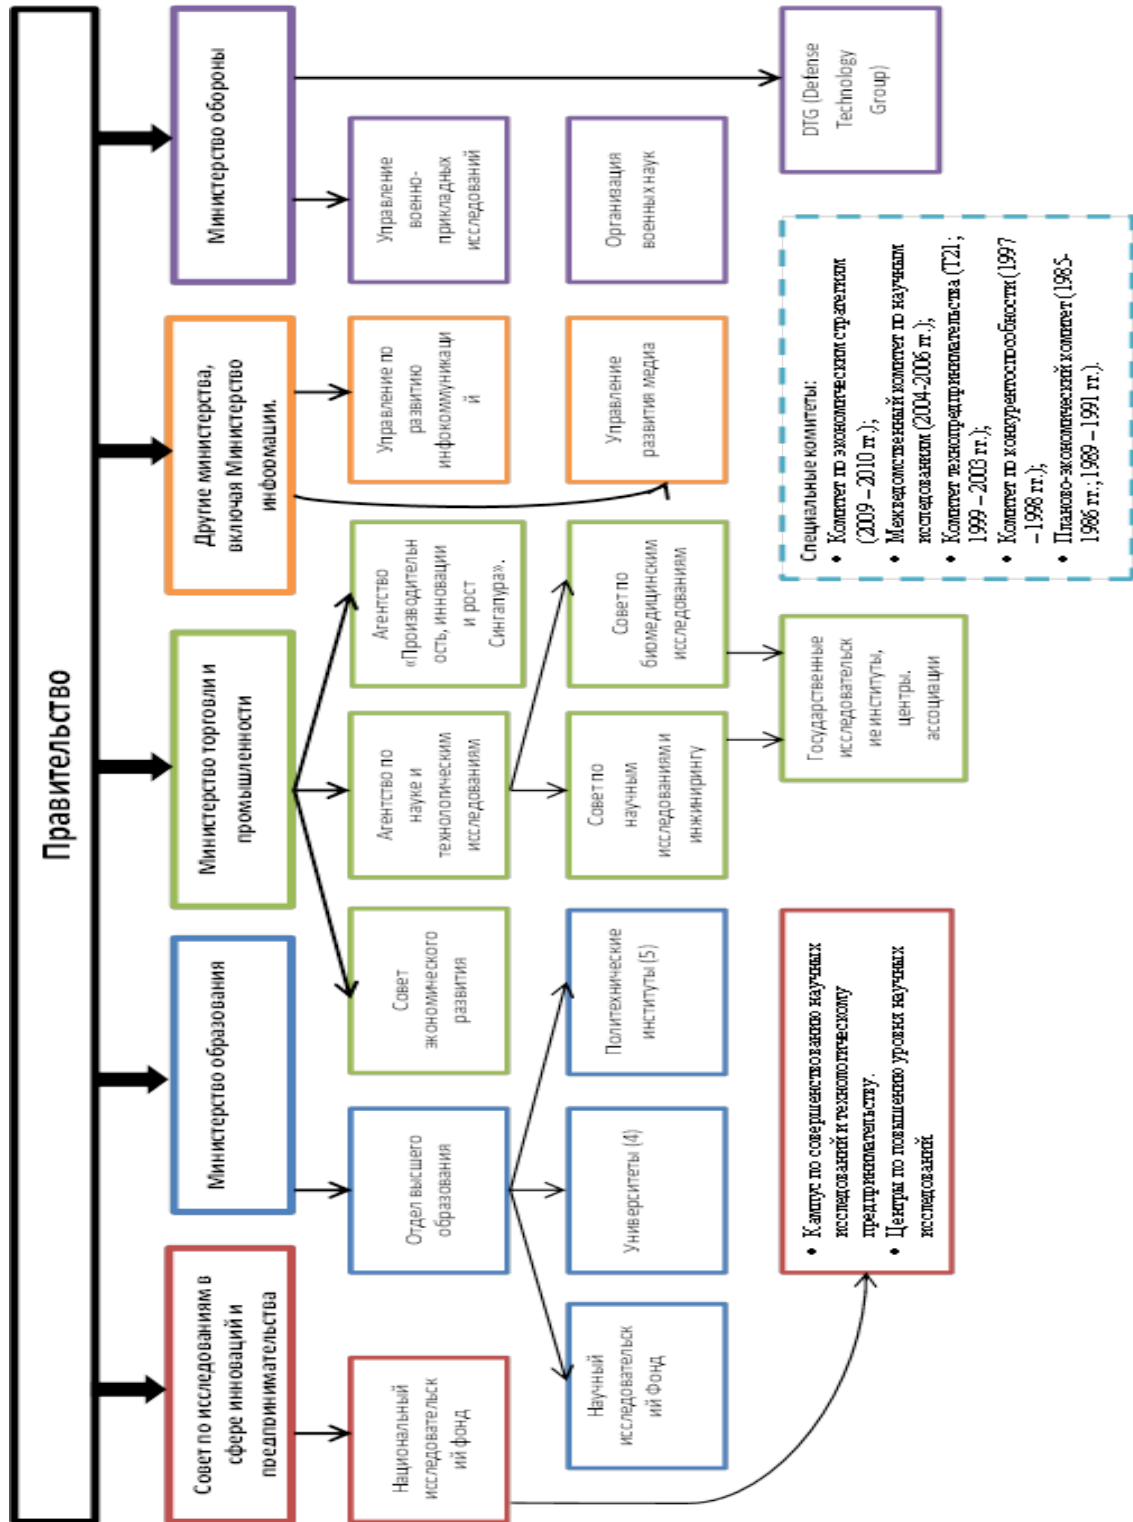 Правительство
Совет по исследованиям в
сфере инноваций и
предпринимательства
Министерство образования
Министерство торговли и
промышленности
Другие министерства,
включая Министерство
информации.
Министерство обороны
Национальный
исследовательск
ий фонд
Отдел высшего
образования
Совет
экономического
развития
Агентство по
науке и
технологическим
исследованиям
Агентство
«Производительн
ость, инновации
и рост
Сингапура».
Управление по
развитию
инфокоммуникаци
й
Управление
военно-
прикладных
исследований
Научный
исследовательск
ий Фонд
Университеты (4)
Политехнические
институты (5)
Совет по
научным
исследованиям и
инжинирингу
Совет по
биомедицинским
исследованиям
Управление
развития медиа
Организация
военных наук
• Кампус по совершенствованию научных
исследований и технологическому
предпринимательству.
• Центры по повышению уровня научных
исследований
Государственные
исследовательск
ие институты,
центры.
ассоциации
Специальные комитеты:
• Комитет по экономическим стратегиям
(2009 – 2010 гг.);
• Межведомственный комитет по научным
исследованиям (2004-2006 гг.);
• Комитет технопредпринимательства (T21;
1999 – 2003 гг.);
• Комитет по конкурентоспособности (1997
–1998 гг.);
• Планово-экономический комитет (1985-
1986 гг.; 1989 – 1991 гг.).
DTG (Defense
Technology
Group)